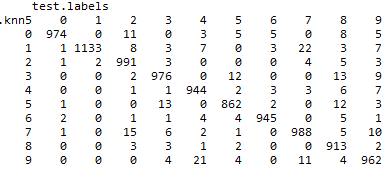 test.labels
.knn5 0 1 2 3 4 5 6 7 8 9
0 974 0 11 0 3 5 5 0 8 5
1 1 1133 8 3 7 0 3 22 3 7
2 1 2 991 3 0 0 0 4 5 3
3 0 0 2 976 0 12 0 0 13 9
4 0 0 1 1 944 2 3 3 6 7
5 1 0 0 13 0 862 2 0 12 3
6 2 0 1 1 4 4 945 0 5 1
7 1 0 15 6 2 1 0 988 5 10
8 0 0 3 3 1 2 0 0 913 2
9 0 0 0 4 21 4 0 11 4 962